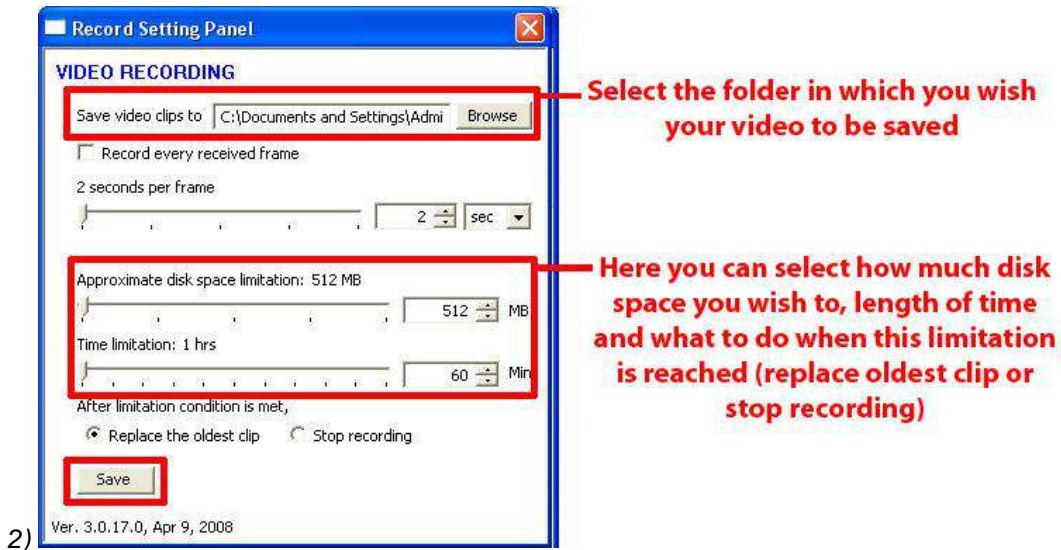 Record Setting Panel
VIDEO RECORDING
Save video clips to C:\Documents and Settings\Admi Browse
Record every received frame
2 seconds per frame
2 sec
Approximate disk space limitation: 512 MB
512 MB
Time limitation: 1 hrs
60 Min
After limitation condition is met,
Replace the oldest clip Stop recording
Save
Ver. 3.0.17.0, Apr 9, 2008
2)
Select the folder in which you wish
your video to be saved
Here you can select how much disk
space you wish to, length of time
and what to do when this limitation
is reached (replace oldest clip or
stop recording)